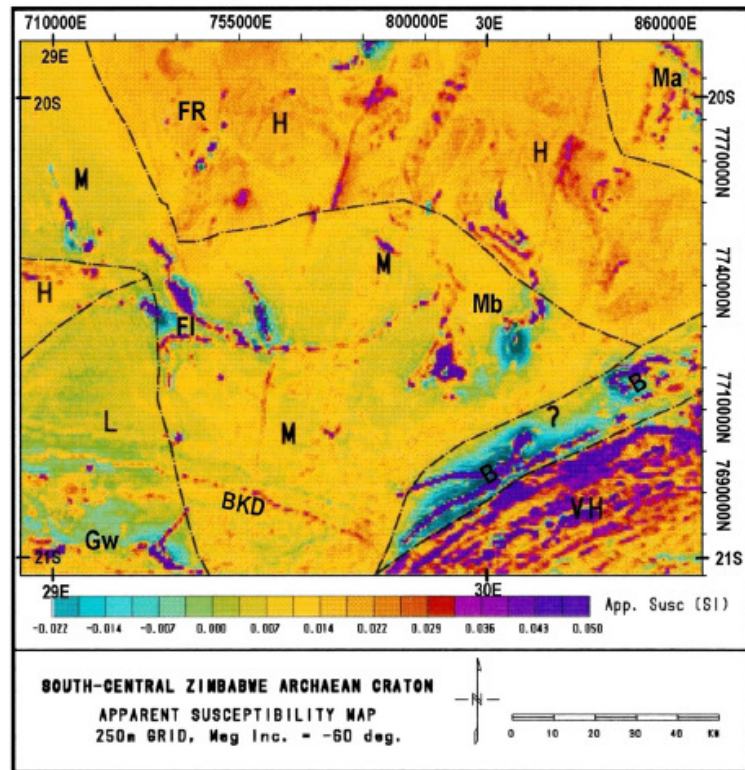 710000E 755000E 800000E 30E 860000E
29E
20S
Ma
20S
FR
H
H
7770000N
M
M
7740000N
H
Mb
FI
B
7710000N
?
L
M
B
BKD
7690000N
VH
Gw
21S
21S
29E 30E
App. Susc (SI)
-0.022 -0.014 -0.007 0.000 0.007 0.014 0.022 0.029 0.036 0.043 0.050
SOUTH-CENTRAL ZIMBABWE ARCHAEAN CRATON
APPARENT SUSCEPTIBILITY MAP
250m GRID, Mag Inc. = -60 deg.
N
0 10 20 30 40 KM